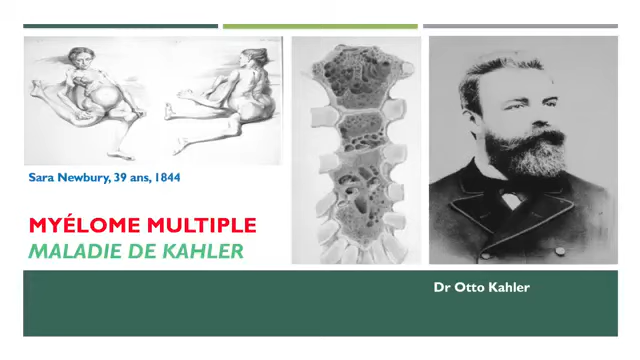 Sara Newbury, 39 ans, 1844
MYÉLOME MULTIPLE
MALADIE DE KAHLER
Dr Otto Kahler